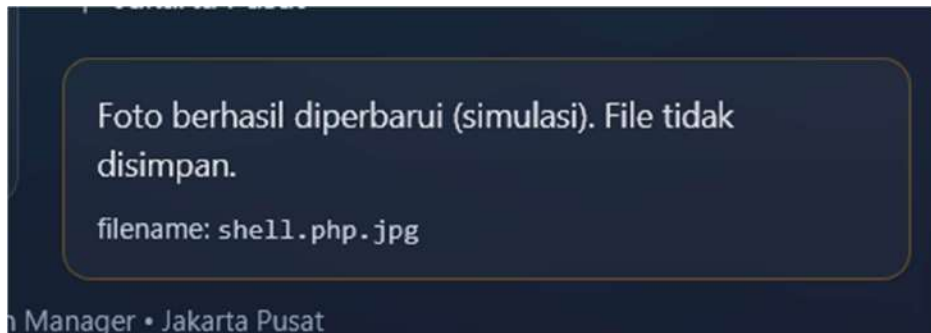 Foto berhasil diperbarui (simulasi). File tidak
disimpan.
filename: shell.php.jpg
Manager • Jakarta Pusat